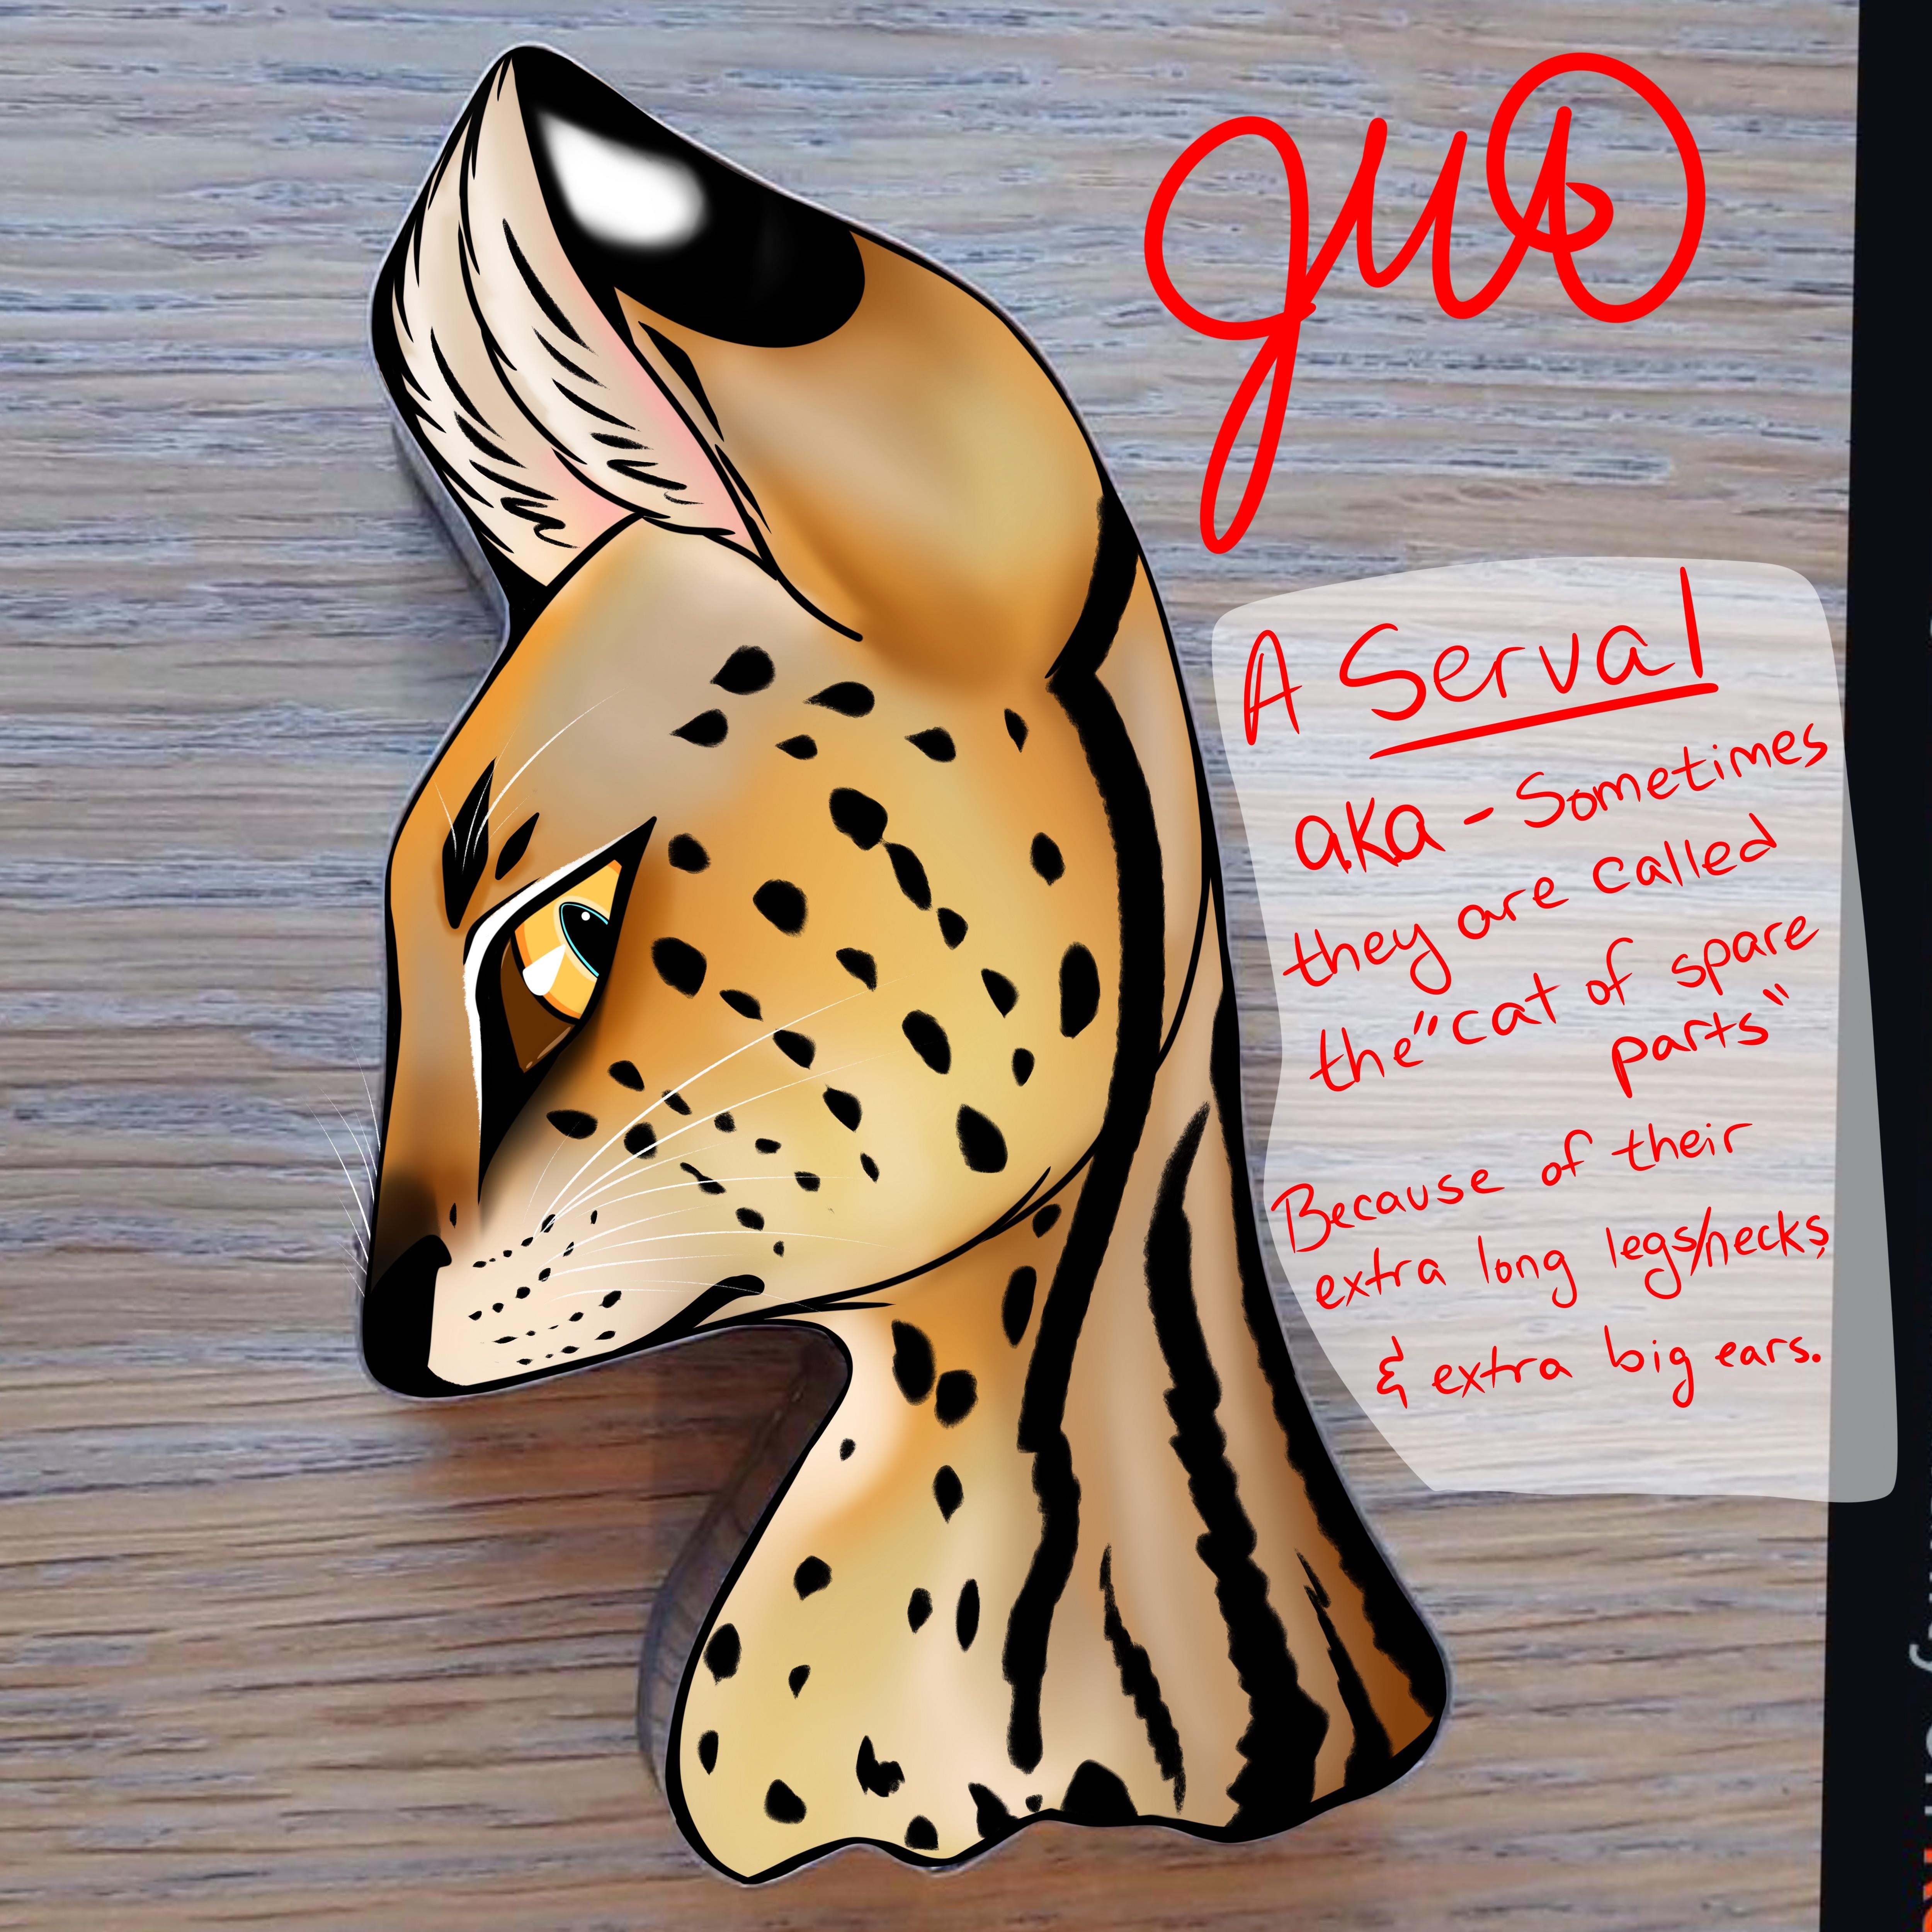 A Serval
aka - Sometimes
they are called
the "cat of spare
parts"
Because of their
extra long legs/necks
& extra big ears.